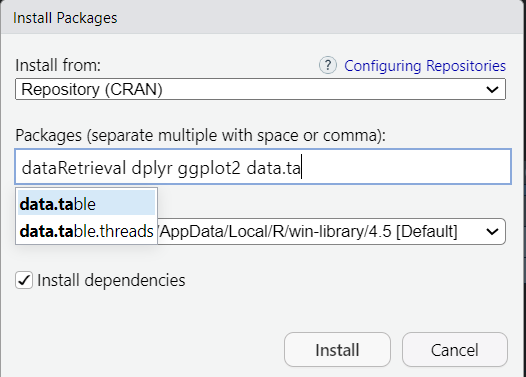 Install Packages
Install from:
? Configuring Repositories
Repository (CRAN)
Packages (separate multiple with space or comma):
dataRetrieval dplyr ggplot2 data.ta
data.table
data.table.threads
/AppData/Local/R/win-library/4.5 [Default]
Install dependencies
Install Cancel